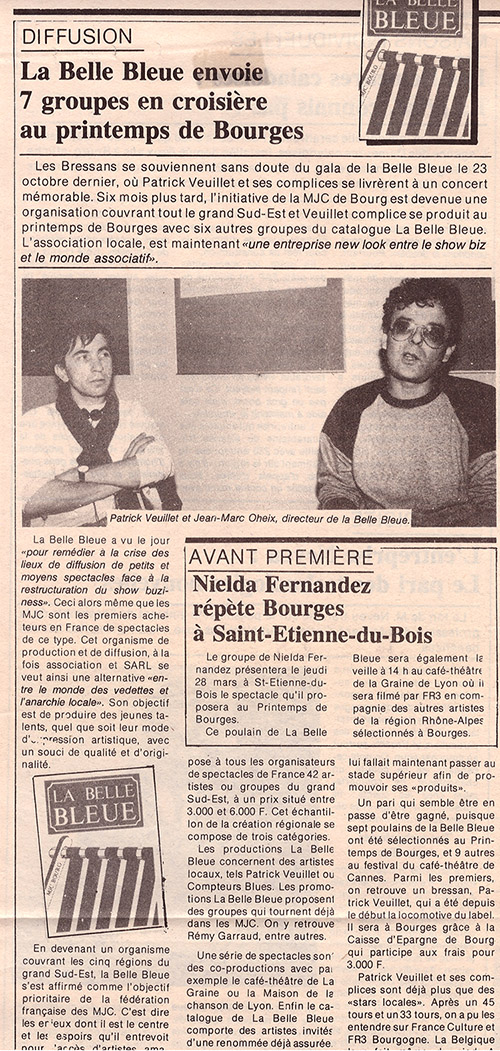 LA BELLE
BLEUE
MJC BOURG
DIFFUSION
La Belle Bleue envoie
7 groupes en croisière
au printemps de Bourges
Les Bressans se souviennent sans doute du gala de la Belle Bleue le 23
octobre dernier, où Patrick Veuillet et ses complices se livrèrent à un concert
mémorable. Six mois plus tard, l'initiative de la MJC de Bourg est devenue une
organisation couvrant tout le grand Sud-Est et Veuillet complice se produit au
printemps de Bourges avec six autres groupes du catalogue La Belle Bleue.
L'association locale, est maintenant «une entreprise new look entre le show biz
et le monde associatif».
Patrick Veuillet et Jean-Marc Oheix, directeur de la Belle Bleue.
La Belle Bleue a vu le jour
«pour remédier à la crise des
lieux de diffusion de petits et
moyens spectacles face à la
restructuration du show buzi-
ness». Ceci alors même que les
MJC sont les premiers ache-
teurs en France de spectacles
de ce type. Cet organisme de
production et de diffusion, à la
fois association et SARL se
veut ainsi une alternative «en-
tre le monde des vedettes et
l'anarchie locale». Son objectif
est de produire des jeunes ta-
lents, quel que soit leur mode
d'expression artistique, avec
un souci de qualité et d'origi-
nalité.
LA BELLE
BLEUE
MJC BOURG
En devenant un organisme
couvrant les cinq régions du
grand Sud-Est, la Belle Bleue
s'est affirmé comme l'objectif
prioritaire de la fédération
française des MJC. C'est dire
les enjeux dont il est le centre
et les espoirs qu'il entrevoit
pour l'accès d'artistes ama-
AVANT PREMIÈRE
Nielda Fernandez
répète Bourges
à Saint-Etienne-du-Bois
Le groupe de Nielda Fer-
nandez présentera le jeudi
28 mars à St-Etienne-du-
Bois le spectacle qu'il pro-
posera au Printemps de
Bourges.
Ce poulain de La Belle
Bleue sera également la
veille à 14 h au café-théâtre
de la Graine de Lyon où il
sera filmé par FR3 en com-
pagnie des autres artistes
de la région Rhône-Alpes
sélectionnés à Bourges.
pose à tous les organisateurs
de spectacles de France 42 ar-
tistes ou groupes du grand
Sud-Est, à un prix situé entre
3.000 et 6.000 F. Cet échantil-
lon de la création régionale se
compose de trois catégories.
Les productions La Belle
Bleue concernent des artistes
locaux, tels Patrick Veuillet ou
Compteurs Blues. Les promo-
tions La Belle Bleue proposent
des groupes qui tournent déjà
dans les MJC. On y retrouve
Rémy Garraud, entre autres.
Une série de spectacles sont
des co-productions avec par
exemple le café-théâtre de La
Graine ou la Maison de la
chanson de Lyon. Enfin le ca-
talogue de La Belle Bleue
comporte des artistes invités
d'une renommée déjà assurée.
lui fallait maintenant passer au
stade supérieur afin de pro-
mouvoir ses «produits».
Un pari qui semble être en
passe d'être gagné, puisque
sept poulains de la Belle Bleue
ont été sélectionnés au Prin-
temps de Bourges, et 9 autres
au festival du café-théâtre de
Cannes. Parmi les premiers,
on retrouve un bressan, Pa-
trick Veuillet, qui a été depuis
le début la locomotive du label.
Il sera à Bourges grâce à la
Caisse d'Epargne de Bourg
qui participe aux frais pour
3.000 F.
Patrick Veuillet et ses com-
plices sont déjà plus que des
«stars locales». Après un 45
tours et un 33 tours, on a pu les
entendre sur France Culture et
FR3 Bourgogne. La Belgique